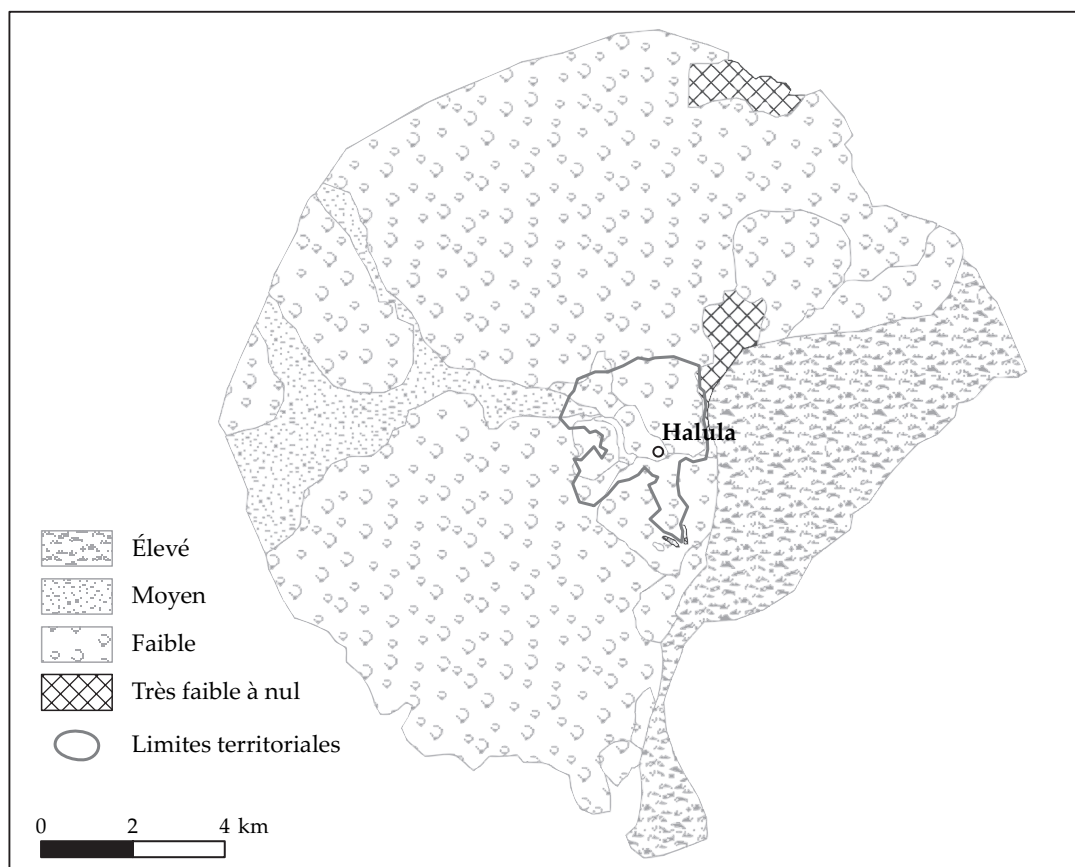 Halula
Élevé
Moyen
Faible
Très faible à nul
Limites territoriales
0 2 4 km